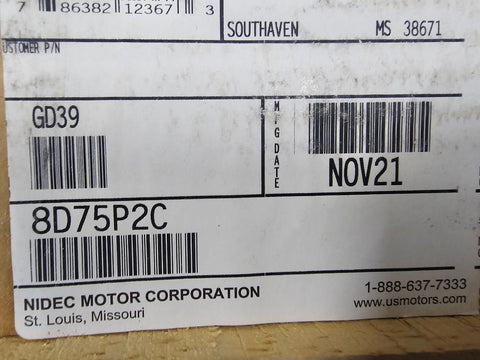 7 86382 12367 3
SOUTHAVEN MS 38671
USTOMER P/N
GD39
MFG DATE
NOV21
8D75P2C
NIDEC MOTOR CORPORATION
1-888-637-7333
St. Louis, Missouri
www.usmotors.com